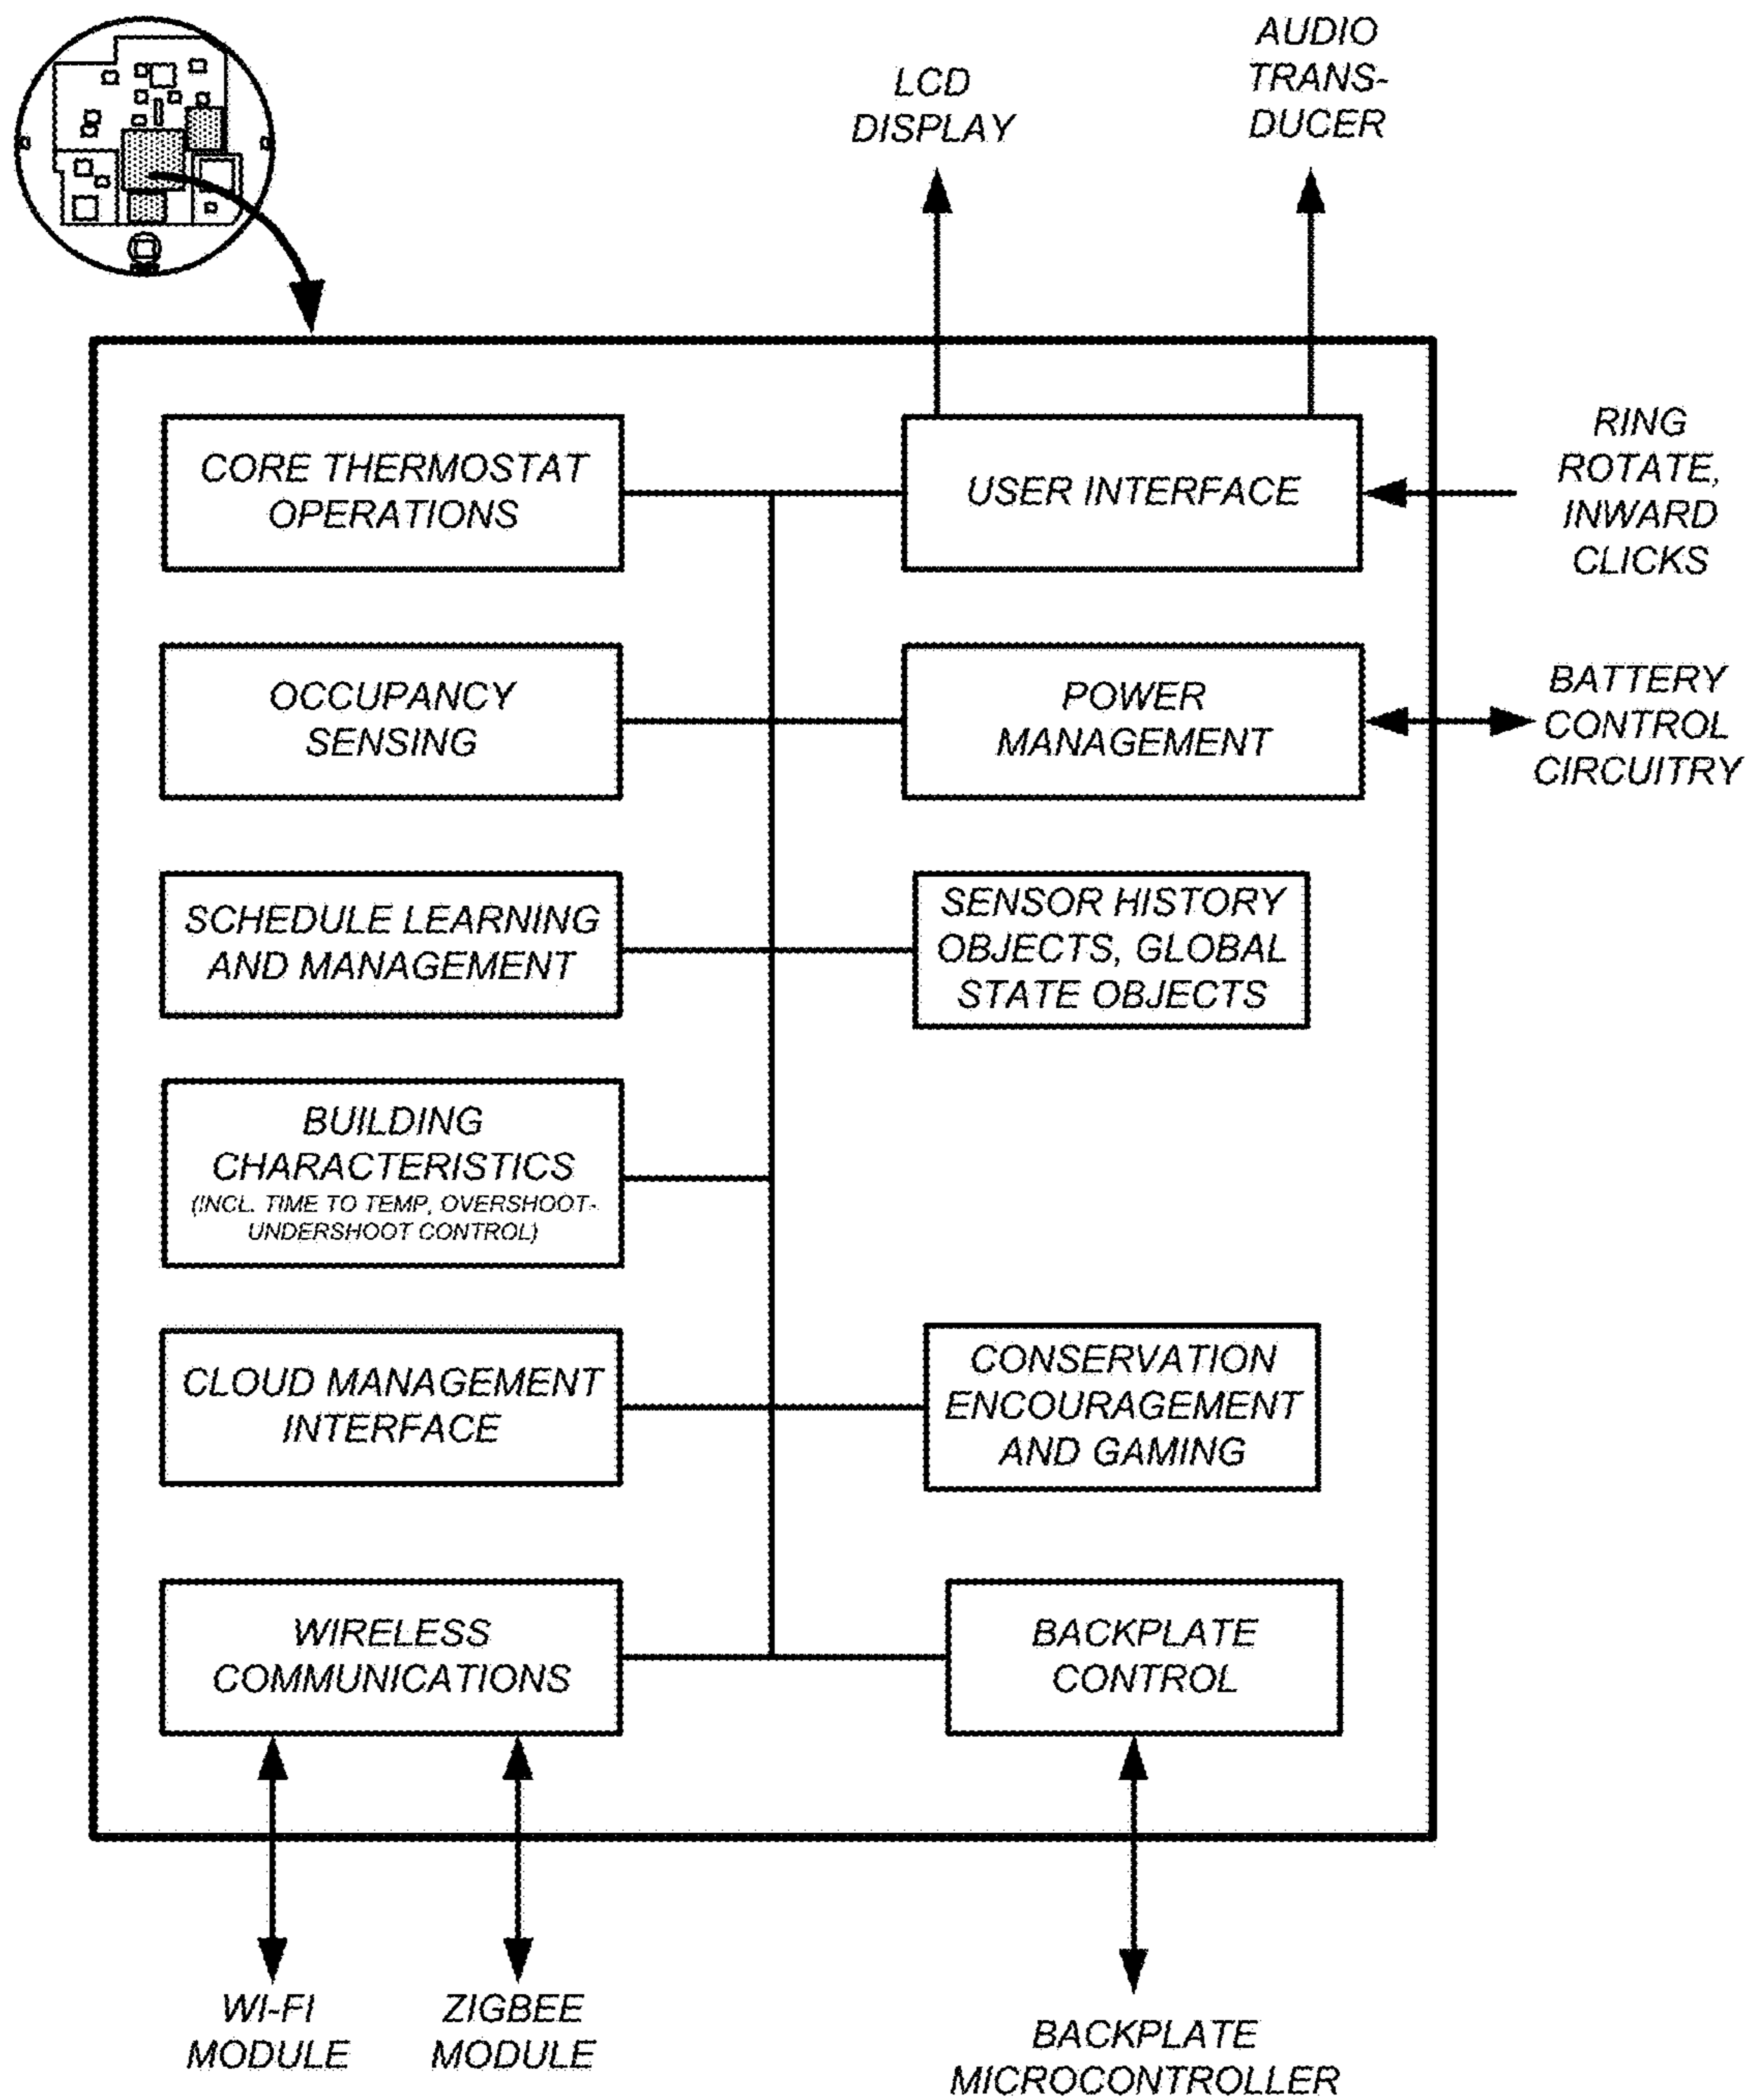 LCD
DISPLAY
AUDIO
TRANS-
DUCER
CORE THERMOSTAT
OPERATIONS
USER INTERFACE
RING
ROTATE,
INWARD
CLICKS
OCCUPANCY
SENSING
POWER
MANAGEMENT
BATTERY
CONTROL
CIRCUITRY
SCHEDULE LEARNING
AND MANAGEMENT
SENSOR HISTORY
OBJECTS, GLOBAL
STATE OBJECTS
BUILDING
CHARACTERISTICS
(INCL. TIME TO TEMP, OVERSHOOT-
UNDERSHOOT CONTROL)
CLOUD MANAGEMENT
INTERFACE
CONSERVATION
ENCOURAGEMENT
AND GAMING
WIRELESS
COMMUNICATIONS
BACKPLATE
CONTROL
WI-FI
MODULE
ZIGBEE
MODULE
BACKPLATE
MICROCONTROLLER